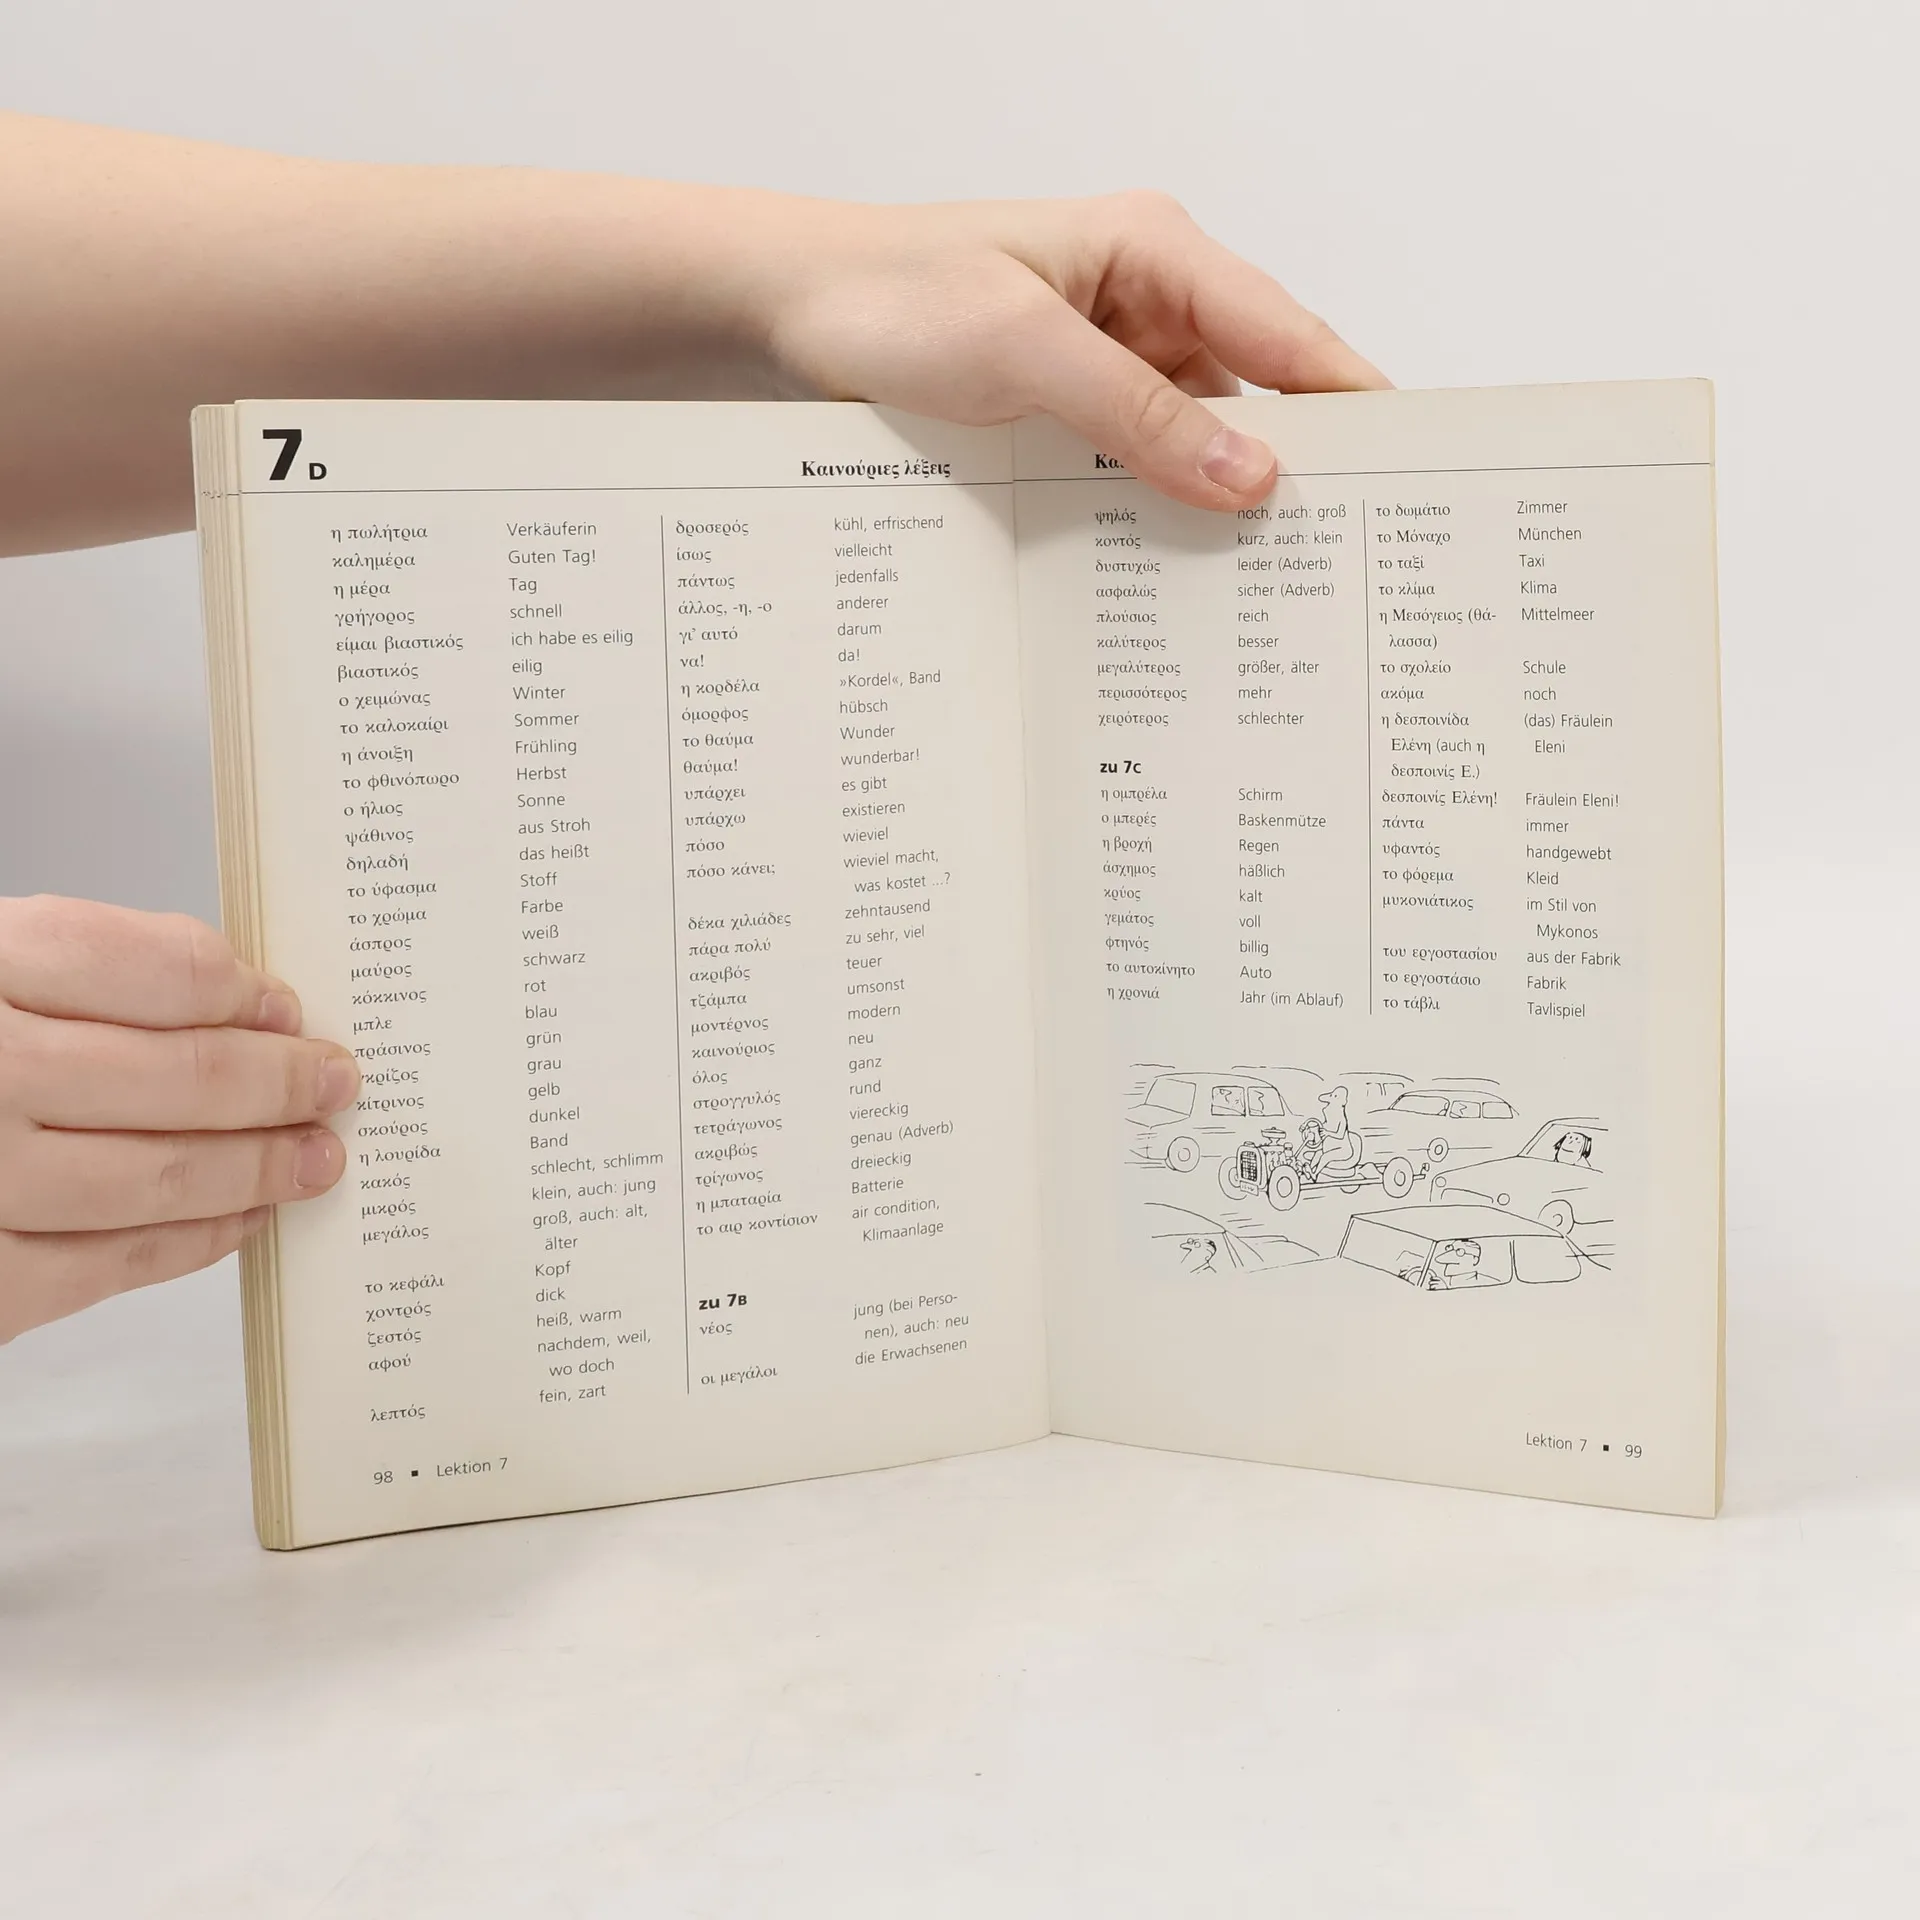 7 D
Καινούριες λέξεις
η πωλήτρια Verkäuferin
καλημέρα Guten Tag!
η μέρα Tag
γρήγορος schnell
είμαι βιαστικός ich habe es eilig
βιαστικός eilig
ο χειμώνας Winter
το καλοκαίρι Sommer
η άνοιξη Frühling
το φθινόπωρο Herbst
ο ήλιος Sonne
ψάθινος aus Stroh
δηλαδή das heißt
το ύφασμα Stoff
το χρώμα Farbe
άσπρος weiß
μαύρος schwarz
κόκκινος rot
μπλε blau
πράσινος grün
γκρίζος grau
κίτρινος gelb
σκούρος dunkel
η λουρίδα Band
κακός schlecht, schlimm
μικρός klein, auch: jung
μεγάλος groß, auch: alt,
älter
το κεφάλι Kopf
χοντρός dick
ζεστός heiß, warm
αφού nachdem, weil,
wo doch
λεπτός fein, zart
δροσερός kühl, erfrischend
ίσως vielleicht
πάντως jedenfalls
άλλος, -η, -ο anderer
γι' αυτό darum
να! da!
η κορδέλα »Kordel«, Band
όμορφος hübsch
το θαύμα Wunder
θαύμα! wunderbar!
υπάρχει es gibt
υπάρχω existieren
πόσο wieviel
πόσο κάνει; wieviel macht,
was kostet ...?
δέκα χιλιάδες zehntausend
πάρα πολύ zu sehr, viel
ακριβός teuer
τζάμπα umsonst
μοντέρνος modern
καινούριος neu
όλος ganz
στρογγυλός rund
τετράγωνος viereckig
ακριβώς genau (Adverb)
τρίγωνος dreieckig
η μπαταρία Batterie
το αιρ κοντίσιον air condition,
Klimaanlage
zu 7B
νέος jung (bei Perso-
nen), auch: neu
οι μεγάλοι die Erwachsenen
98 ▪ Lektion 7
ψηλός hoch, auch: groß
κοντός kurz, auch: klein
δυστυχώς leider (Adverb)
ασφαλώς sicher (Adverb)
πλούσιος reich
καλύτερος besser
μεγαλύτερος größer, älter
περισσότερος mehr
χειρότερος schlechter
zu 7C
η ομπρέλα Schirm
ο μπερές Baskenmütze
η βροχή Regen
άσχημος häßlich
κρύος kalt
γεμάτος voll
φτηνός billig
το αυτοκίνητο Auto
η χρονιά Jahr (im Ablauf)
το δωμάτιο Zimmer
το Μόναχο München
το ταξί Taxi
το κλίμα Klima
η Μεσόγειος (θά- Mittelmeer
λασσα)
το σχολείο Schule
ακόμα noch
η δεσποινίδα (das) Fräulein
Ελένη (auch η Eleni
δεσποινίς Ε.)
δεσποινίς Ελένη! Fräulein Eleni!
πάντα immer
υφαντός handgewebt
το φόρεμα Kleid
μυκονιάτικος im Stil von
Mykonos
του εργοστασίου aus der Fabrik
το εργοστάσιο Fabrik
το τάβλι Tavlispiel
Lektion 7 ▪ 99